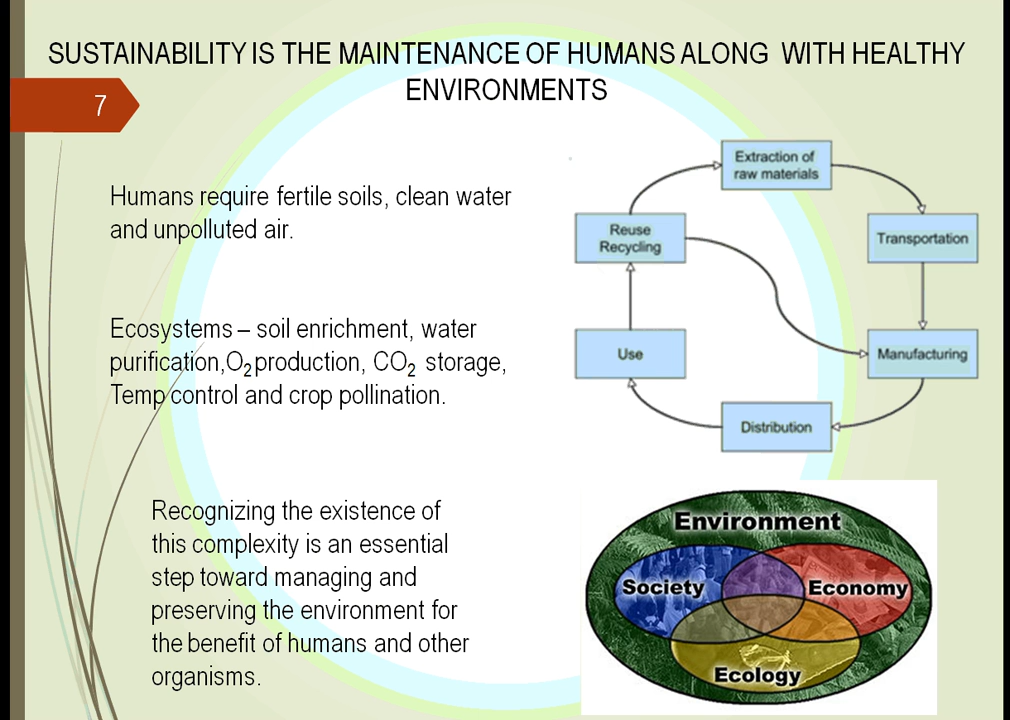 SUSTAINABILITY IS THE MAINTENANCE OF HUMANS ALONG WITH HEALTHY
ENVIRONMENTS
7
Humans require fertile soils, clean water
and unpolluted air.
Ecosystems – soil enrichment, water
purification,O₂ production, CO₂ storage,
Temp control and crop pollination.
Recognizing the existence of
this complexity is an essential
step toward managing and
preserving the environment for
the benefit of humans and other
organisms.
Extraction of
raw materials
Transportation
Manufacturing
Distribution
Use
Reuse
Recycling
Environment
Society
Economy
Ecology